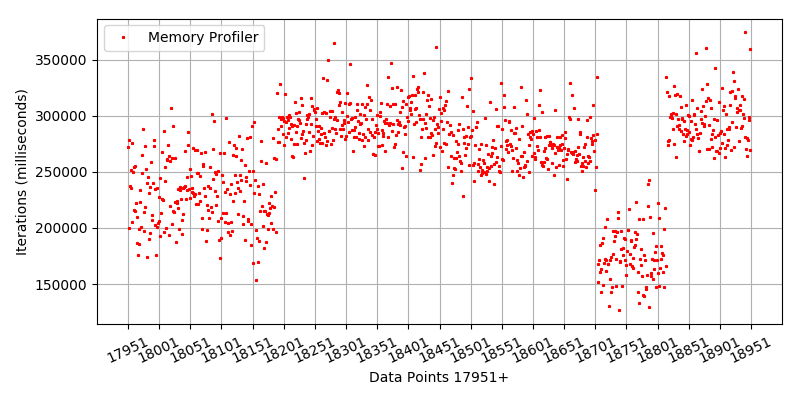 Memory Profiler
Iterations (milliseconds)
350000
300000
250000
200000
150000
17951 18001 18051 18101 18151 18201 18251 18301 18351 18401 18451 18501 18551 18601 18651 18701 18751 18801 18851 18901 18951
Data Points 17951+